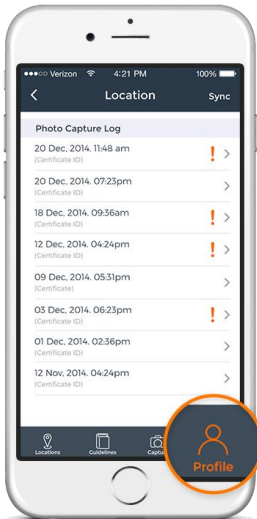 Verizon 4:21 PM 100%
Location Sync
Photo Capture Log
20 Dec, 2014. 11:48 am
(Certificate ID)
20 Dec, 2014. 07:23pm
(Certificate ID)
18 Dec, 2014. 09:36am
(Certificate ID)
12 Dec, 2014. 04:24pm
(Certificate ID)
09 Dec, 2014. 05:31pm
(Certificate)
03 Dec, 2014. 06:23pm
(Certificate ID)
01 Dec, 2014. 02:36pm
(Certificate ID)
12 Nov, 2014. 04:24pm
(Certificate ID)
Locations Guidelines Captu
Profile